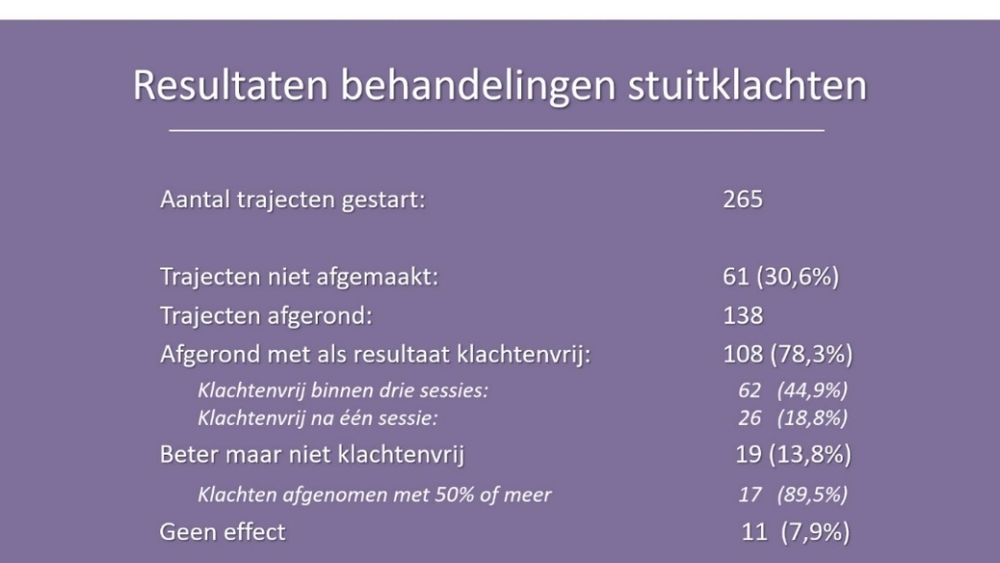 Resultaten behandelingen stuitklachten
Aantal trajecten gestart: 265
Trajecten niet afgemaakt: 61 (30,6%)
Trajecten afgerond: 138
Afgerond met als resultaat klachtenvrij: 108 (78,3%)
Klachtenvrij binnen drie sessies: 62 (44,9%)
Klachtenvrij na één sessie: 26 (18,8%)
Beter maar niet klachtenvrij 19 (13,8%)
Klachten afgenomen met 50% of meer 17 (89,5%)
Geen effect 11 (7,9%)